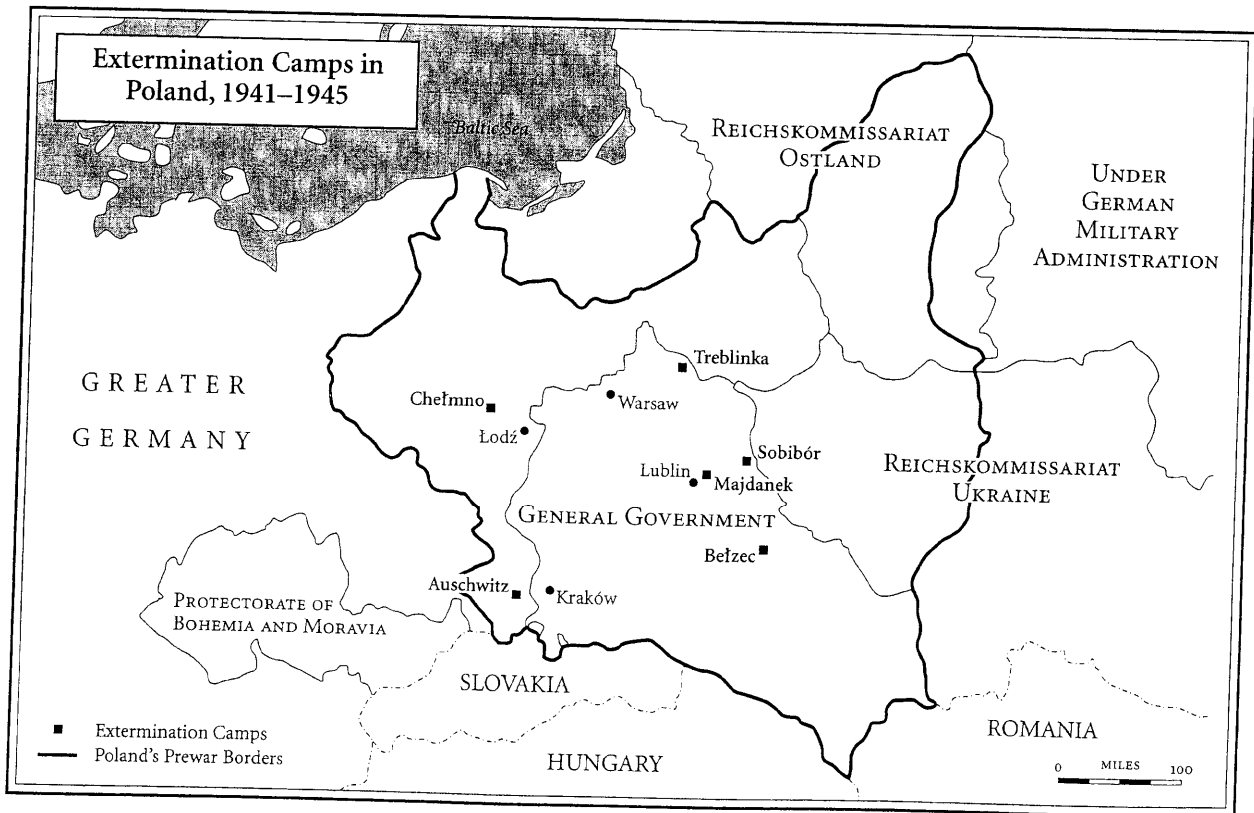 Extermination Camps in
Poland, 1941–1945
Baltic Sea
REICHSKOMMISSARIAT
OSTLAND
UNDER
GERMAN
MILITARY
ADMINISTRATION
GREATER
GERMANY
Treblinka
Chełmno
Warsaw
Łodź
Sobibór
Lublin
Majdanek
REICHSKOMMISSARIAT
UKRAINE
GENERAL GOVERNMENT
Bełzec
Auschwitz
Kraków
PROTECTORATE OF
BOHEMIA AND MORAVIA
SLOVAKIA
HUNGARY
ROMANIA
Extermination Camps
Poland's Prewar Borders
0 MILES 100